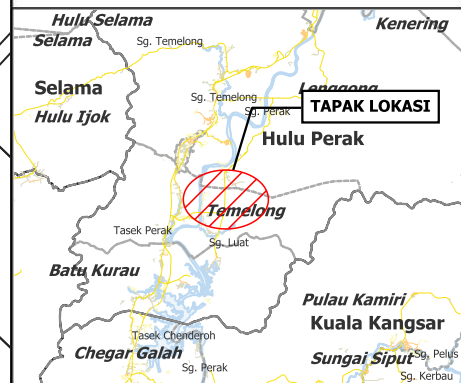 Hulu Selama
Kenering
Selama
Sg. Temelong
Selama
Lenggong
Sg. Temelong
TAPAK LOKASI
Sg. Perak
Hulu Ijok
Hulu Perak
Temelong
Tasek Perak
Sg. Luat
Batu Kurau
Pulau Kamiri
Kuala Kangsar
Tasek Chenderoh
Chegar Galah
Sungai Siput
Sg. Pelus
Sg. Perak
Sg. Kerbau